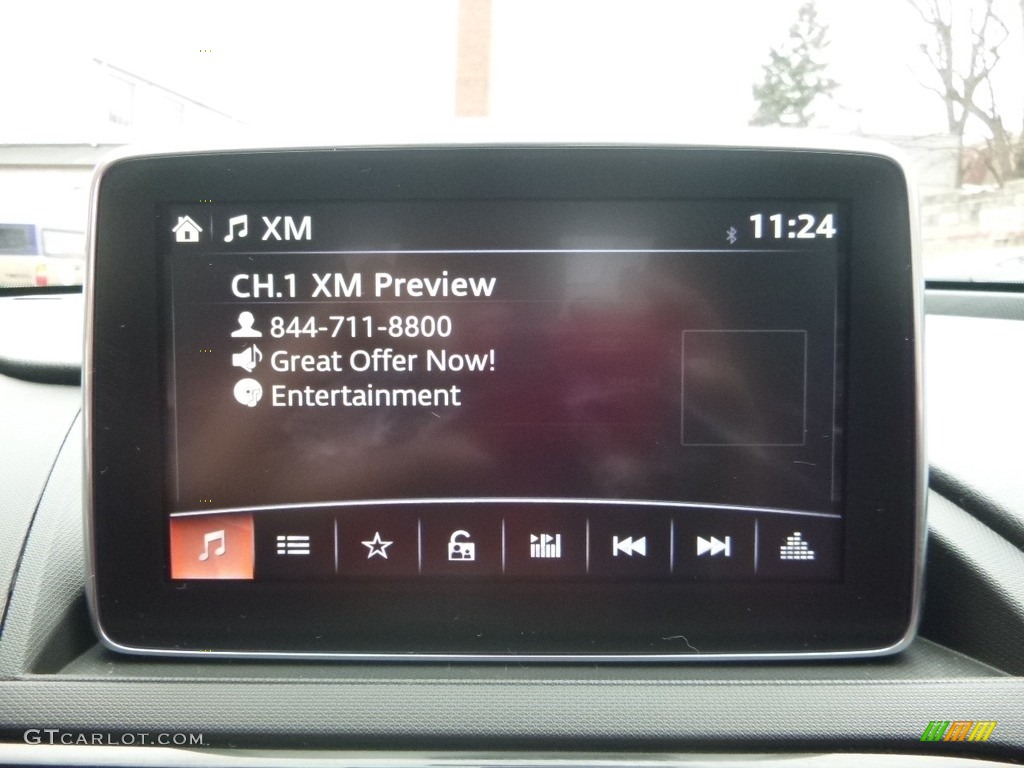 XM
11:24
CH.1 XM Preview
844-711-8800
Great Offer Now!
Entertainment
GTCARLOT.COM